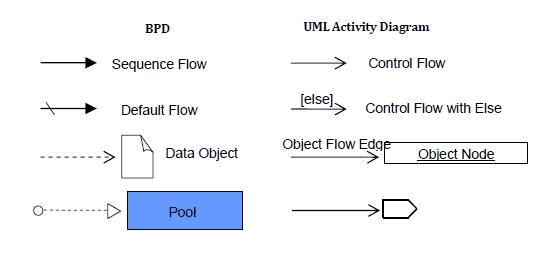 BPD UML Activity Diagram
Sequence Flow Control Flow
Default Flow [else] Control Flow with Else
Data Object Object Flow Edge Object Node
Pool